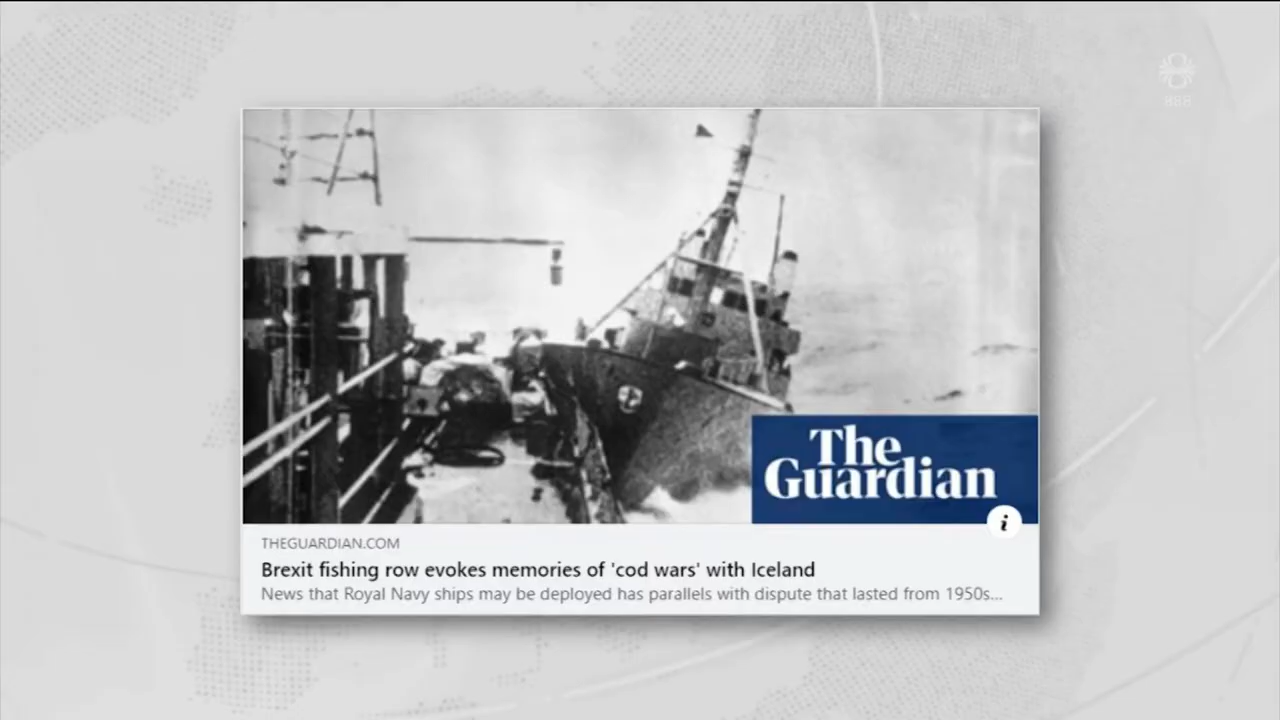 888
The
Guardian
i
THEGUARDIAN.COM
Brexit fishing row evokes memories of 'cod wars' with Iceland
News that Royal Navy ships may be deployed has parallels with dispute that lasted from 1950s...